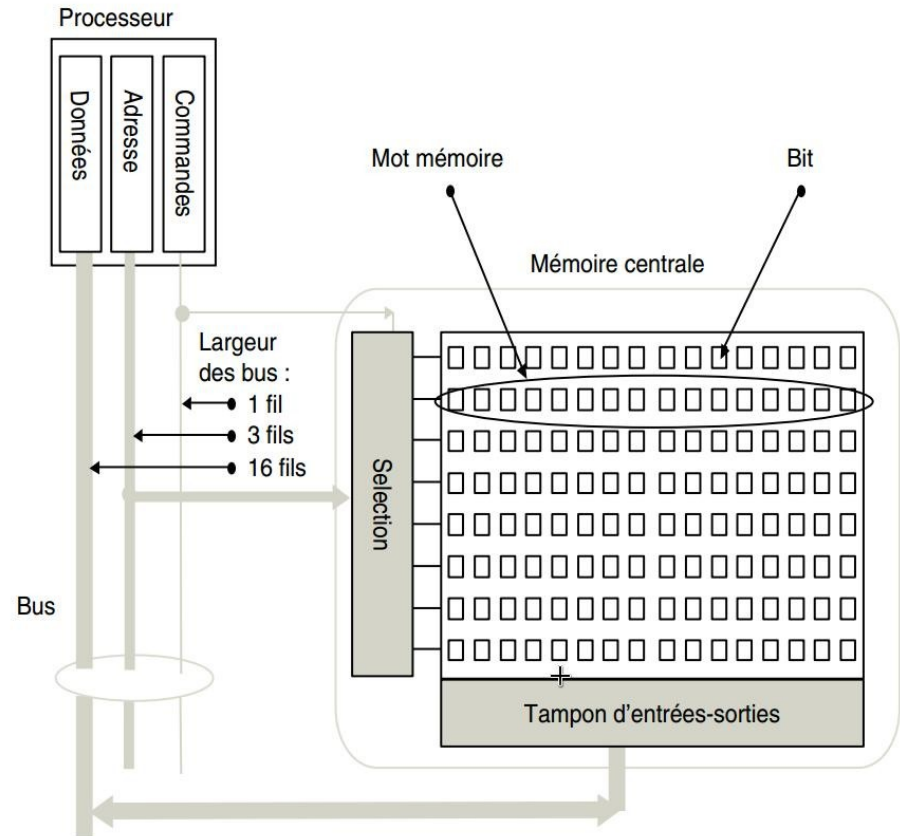 Processeur
Données
Adresse
Commandes
Mot mémoire
Bit
Mémoire centrale
Largeur
des bus :
1 fil
3 fils
16 fils
Selection
Bus
Tampon d'entrées-sorties